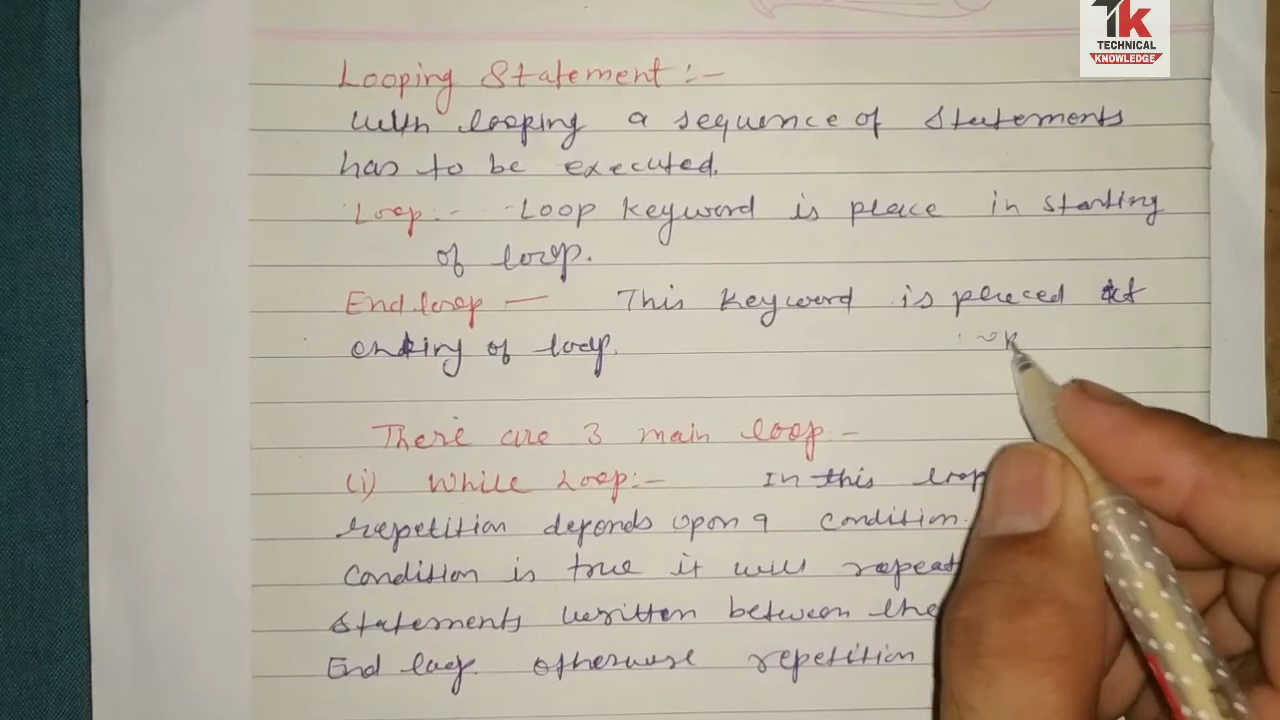 TK
TECHNICAL
KNOWLEDGE
Looping Statement :-
With looping a sequence of statements
has to be executed.
Loop :- Loop keyword is place in starting
of loop.
End loop — This keyword is placed at
ending of loop.
There are 3 main loop -
(i) While Loop :- In this loop
repetition depends upon a condition.
condition is true it will repeat
statements written between the
End loop. otherwise repetition